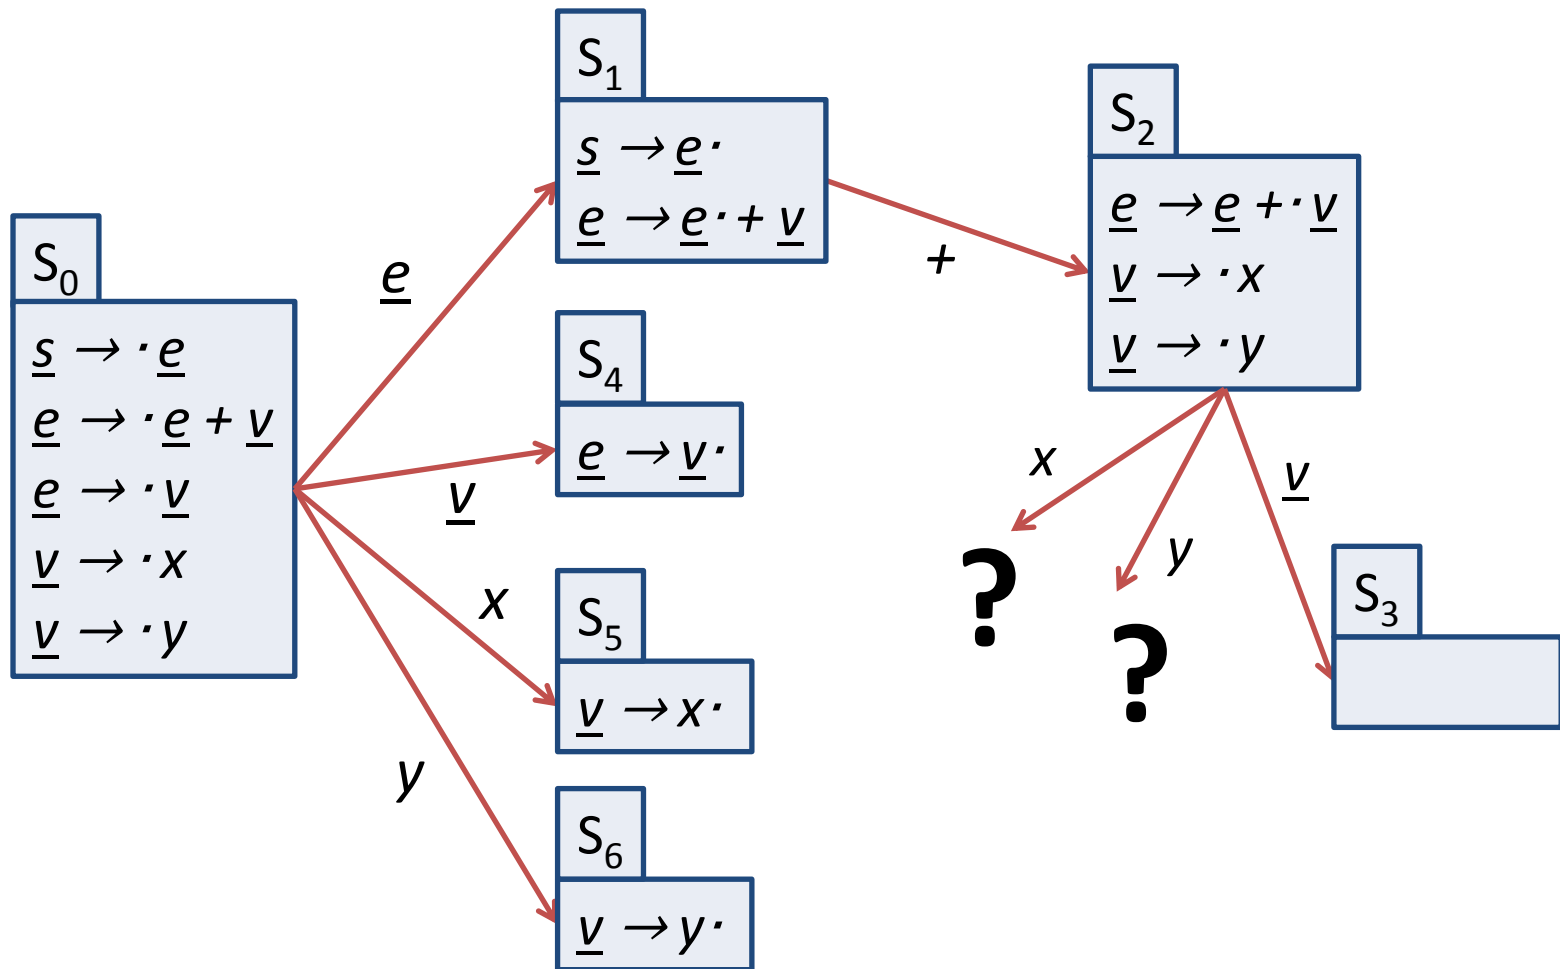 S0
s → · e
e → · e + v
e → · v
v → · x
v → · y
e
v
x
y
S1
s → e ·
e → e · + v
S4
e → v ·
S5
v → x ·
S6
v → y ·
+
S2
e → e + · v
v → · x
v → · y
x
?
y
?
v
S3